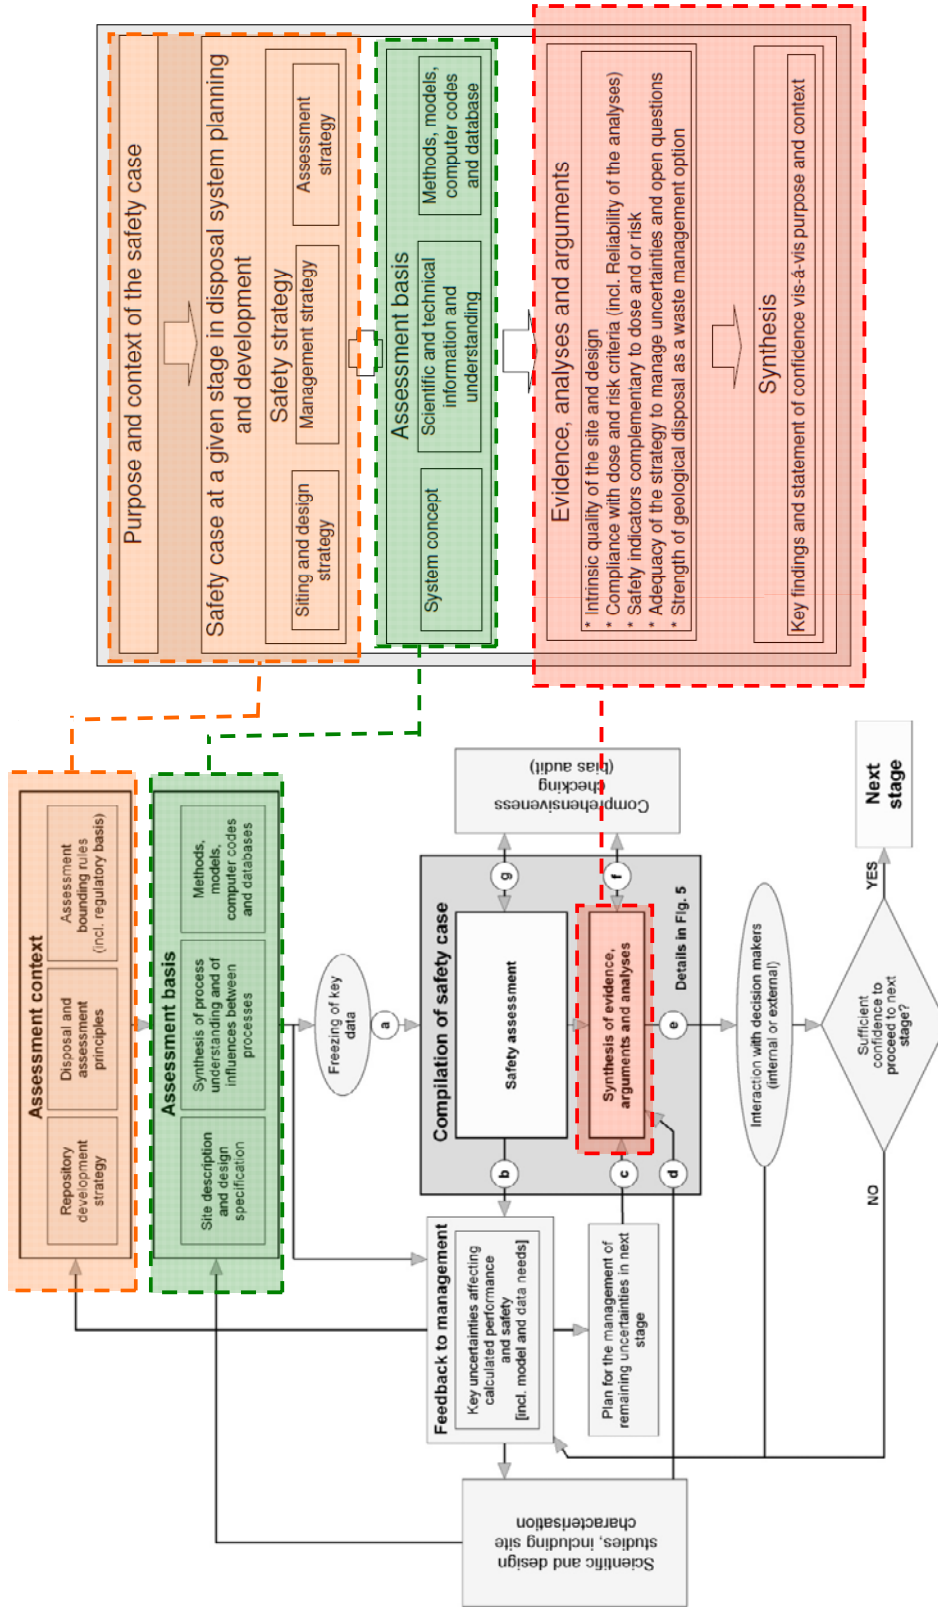 Assessment context
Repository
development
strategy
Disposal and
assessment
principles
Assessment
bounding rules
(incl. regulatory basis)
Assessment basis
Site description
and design
specification
Synthesis of process
understanding and of
influences between
processes
Methods,
models,
computer codes
and databases
Freezing of key
data
a
Compilation of safety case
Safety assessment
b
g
Synthesis of evidence,
arguments and analyses
c
f
d
e
Details in Fig. 5
Comprehensiveness
checking
(bias audit)
Feedback to management
Key uncertainties affecting
calculated performance
and safety
[incl. model and data needs]
Plan for the management of
remaining uncertainties in next
stage
Scientific and design
studies, including site
characterisation
Interaction with decision makers
(internal or external)
Sufficient
confidence to
proceed to next
stage?
NO
YES
Next
stage
Purpose and context of the safety case
Safety case at a given stage in disposal system planning
and development
Safety strategy
Siting and design
strategy
Management strategy
Assessment
strategy
Assessment basis
System concept
Scientific and technical
information and
understanding
Methods, models,
computer codes
and database
Evidence, analyses and arguments
* Intrinsic quality of the site and design
* Compliance with dose and risk criteria (incl. Reliability of the analyses)
* Safety indicators complementary to dose and or risk
* Adequacy of the strategy to manage uncertainties and open questions
* Strength of geological disposal as a waste management option
Synthesis
Key findings and statement of confidence vis-á-vis purpose and context